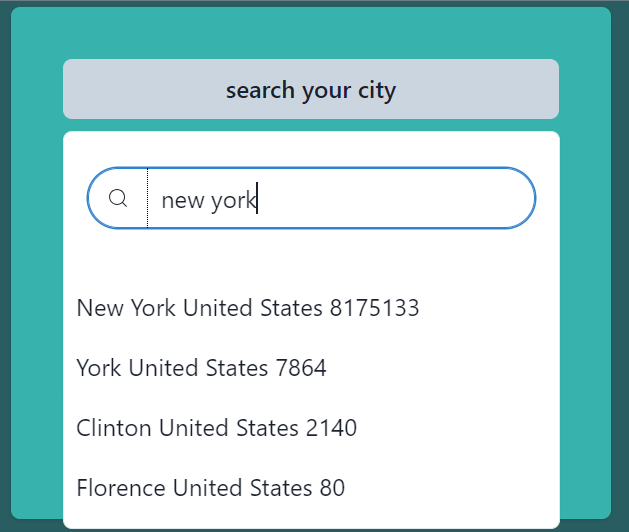 search your city
new york
New York United States 8175133
York United States 7864
Clinton United States 2140
Florence United States 80